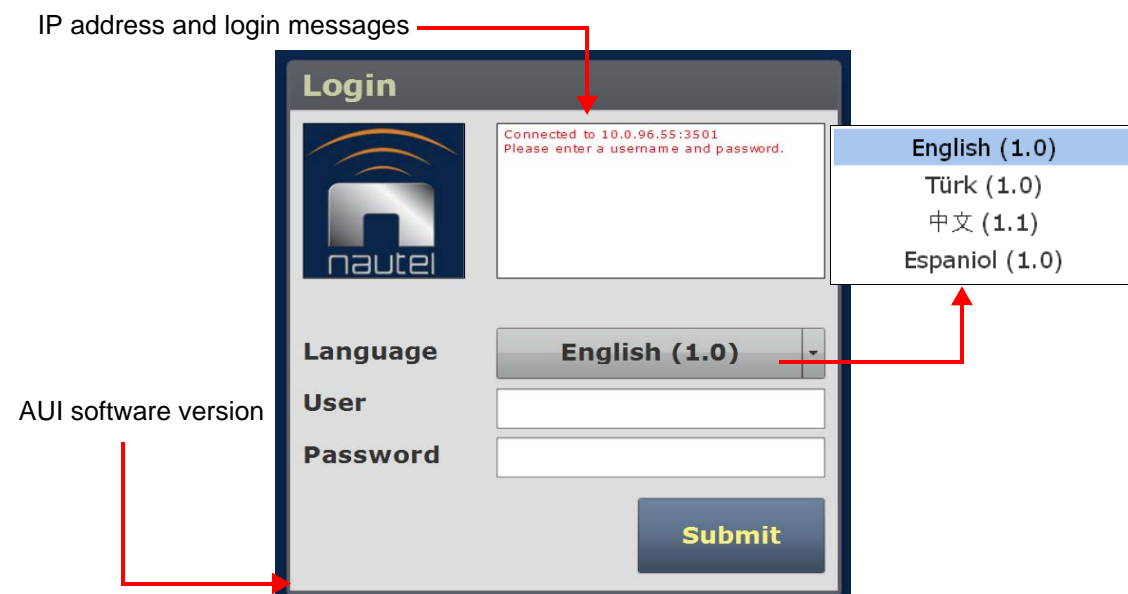 IP address and login messages
Login
Connected to 10.0.96.55:3501
Please enter a username and password.
nautel
English (1.0)
Türk (1.0)
中文 (1.1)
Espaniol (1.0)
Language
English (1.0)
User
AUI software version
Password
Submit